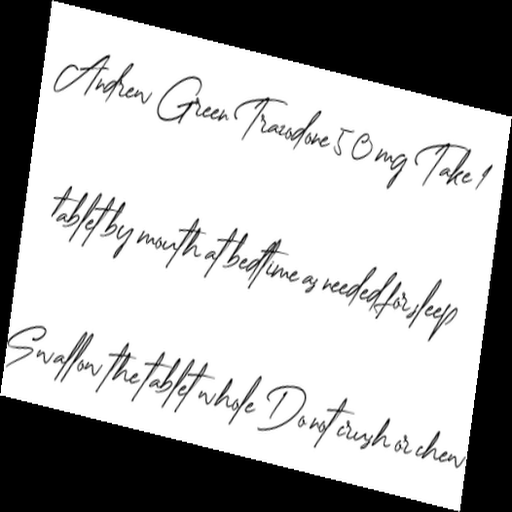 Andrew Green Trazodone 50 mg Take 1
tablet by mouth at bedtime as needed for sleep
Swallow the tablet whole Do not crush or chew